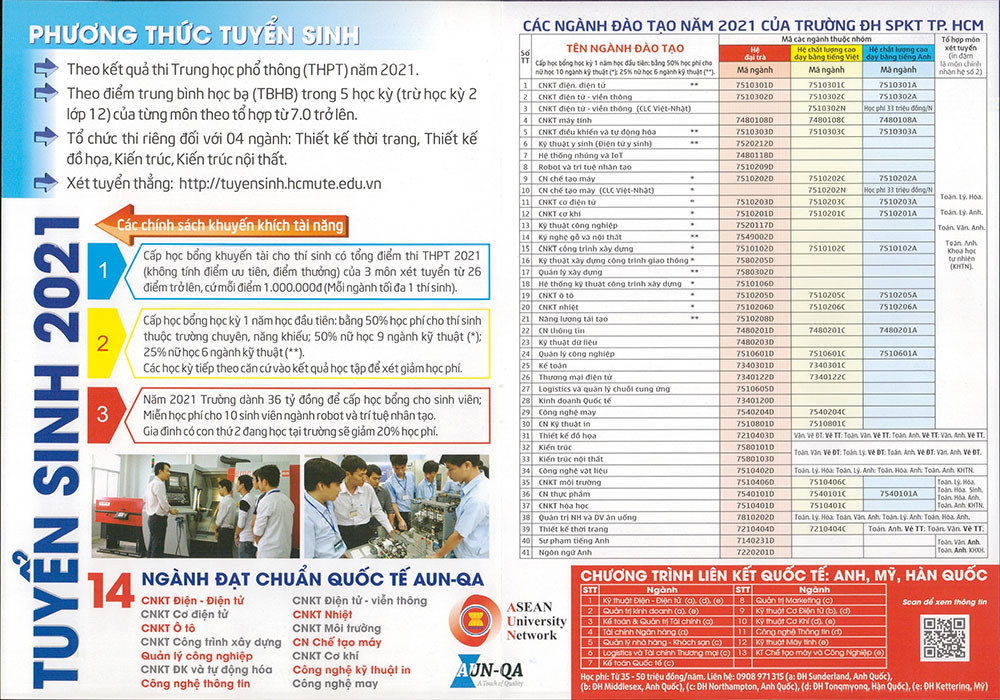 PHƯƠNG THỨC TUYỂN SINH
Theo kết quả thi Trung học phổ thông (THPT) năm 2021.
Theo điểm trung bình học bạ (TBHB) trong 5 học kỳ (trừ học kỳ 2
lớp 12) của từng môn theo tổ hợp từ 7.0 trở lên.
Tổ chức thi riêng đối với 04 ngành: Thiết kế thời trang, Thiết kế
đồ họa, Kiến trúc, Kiến trúc nội thất.
Xét tuyển thẳng: http://tuyensinh.hcmute.edu.vn
TUYỂN SINH 2021
Các chính sách khuyến khích tài năng
1
Cấp học bổng khuyến tài cho thí sinh có tổng điểm thi THPT 2021
(không tính điểm ưu tiên, điểm thưởng) của 3 môn xét tuyển từ 26
điểm trở lên, cứ mỗi điểm 1.000.000đ (Mỗi ngành tối đa 1 thí sinh).
2
Cấp học bổng học kỳ 1 năm học đầu tiên: bằng 50% học phí cho thí sinh
thuộc trường chuyên, năng khiếu; 50% nữ học 9 ngành kỹ thuật (*);
25% nữ học 6 ngành kỹ thuật (**).
Các học kỳ tiếp theo căn cứ vào kết quả học tập để xét giảm học phí.
3
Năm 2021 Trường dành 36 tỷ đồng để cấp học bổng cho sinh viên;
Miễn học phí cho 10 sinh viên ngành robot và trí tuệ nhân tạo.
Gia đình có con thứ 2 đang học tại trường sẽ giảm 20% học phí.
14 NGÀNH ĐẠT CHUẨN QUỐC TẾ AUN-QA
CNKT Điện - Điện tử
CNKT Cơ điện tử
CNKT Ô tô
CNKT Công trình xây dựng
Quản lý công nghiệp
CNKT ĐK và tự động hóa
Công nghệ thông tin
CNKT Điện tử - viễn thông
CNKT Nhiệt
CNKT Môi trường
CN Chế tạo máy
CNKT Cơ khí
Công nghệ kỹ thuật in
Công nghệ may
ASEAN
University
Network
AUN-QA
A Touch of Quality
CÁC NGÀNH ĐÀO TẠO NĂM 2021 CỦA TRƯỜNG ĐH SPKT TP. HCM
Số TT
TÊN NGÀNH ĐÀO TẠO
Cấp học bổng học kỳ 1 năm học đầu tiên: bằng 50% học phí cho
nữ học 10 ngành kỹ thuật (*); 25% nữ học 6 ngành kỹ thuật (**).
Mã các ngành thuộc nhóm
Hệ đại trà
Hệ chất lượng cao dạy bằng tiếng Việt
Hệ chất lượng cao dạy bằng tiếng Anh
Mã ngành Mã ngành Mã ngành
Tổ hợp môn
xét tuyển
(in đậm
là môn chính
nhân hệ số 2)
1 CNKT điện. điện tử ** 7510301D 7510301C 7510301A
2 CNKT điện tử - viễn thông 7510302D 7510302C 7510302A
3 CNKT điện tử - viễn thông (CLC Việt-Nhật) 7510302N Học phí 33 triệu đồng/N
4 CNKT máy tính 7480108D 7480108C 7480108A
5 CNKT điều khiển và tự động hóa ** 7510303D 7510303C 7510303A
6 Kỹ thuật y sinh (Điện tử y sinh) ** 7520212D
7 Hệ thống nhúng và IoT 7480118D
8 Robot và trí tuệ nhân tạo 7510209D
9 CN chế tạo máy * 7510202D 7510202C 7510202A
10 CN chế tạo máy (CLC Việt-Nhật) * 7510202N Học phí 33 triệu đồng/N
11 CNKT cơ điện tử * 7510203D 7510203C 7510203A
12 CNKT cơ khí * 7510201D 7510201C 7510201A
13 Kỹ thuật công nghiệp * 7520117D
14 Kỹ nghệ gỗ và nội thất ** 7549002D
15 CNKT công trình xây dựng * 7510102D 7510102C 7510102A
16 Kỹ thuật xây dựng công trình giao thông * 7580205D
17 Quản lý xây dựng ** 7580302D
18 Hệ thống kỹ thuật công trình xây dựng * 7510106D
19 CNKT ô tô * 7510205D 7510205C 7510205A
20 CNKT nhiệt * 7510206D 7510206C 7510206A
21 Năng lượng tái tạo ** 7510208D
22 CN thông tin 7480201D 7480201C 7480201A
23 Kỹ thuật dữ liệu 7480203D
24 Quản lý công nghiệp 7510601D 7510601C 7510601A
25 Kế toán 7340301D 7340301C
26 Thương mại điện tử 7340122D 7340122C
27 Logistics và quản lý chuỗi cung ứng 7510605D
28 Kinh doanh Quốc tế 7340120D
29 Công nghệ may 7540204D 7540204C
30 CN Kỹ thuật in 7510801D 7510801C
Toán. Lý. Hóa.
Toán. Lý. Anh.
Toán. Văn. Anh.
Toán. Anh.
Khoa học
tự nhiên
(KHTN).
31 Thiết kế đồ họa 7210403D Văn. Vẽ ĐT. Vẽ TT: Toán. Văn. Vẽ TT: Toán. Anh. Vẽ TT: Văn. Anh. Vẽ TT.
32 Kiến trúc 7580101D
33 Kiến trúc nội thất 7580103D
Toán. Văn. Vẽ ĐT: Toán. Lý. Vẽ ĐT: Toán. Anh. Vẽ ĐT: Văn. Anh. Vẽ ĐT.
34 Công nghệ vật liệu 7510402D Toán. Lý. Hóa: Toán. Lý. Anh: Toán. Hóa. Anh: Toán. Anh. KHTN.
35 CNKT môi trường 7510406D 7510406C
36 CN thực phẩm 7540101D 7540101C 7540101A
37 CNKT hóa học 7510401D 7510401C
Toán. Lý. Hóa.
Toán. Hóa. Sinh.
Toán. Hóa. Anh.
Toán. Anh. KHTN.
38 Quản trị NH và DV ăn uống 7810202D Toán. Lý. Hóa: Toán. Văn. Anh: Toán. Lý. Anh: Toán. Hóa. Anh.
39 Thiết kế thời trang 7210404D 7210404C Toán. Anh. Vẽ TT: Toán. Văn. Vẽ TT.
40 Sư phạm tiếng Anh 7140231D
41 Ngôn ngữ Anh 7220201D
Toán. Văn. Anh.
Toán. Anh. KHXH.
CHƯƠNG TRÌNH LIÊN KẾT QUỐC TẾ: ANH, MỸ, HÀN QUỐC
STT Ngành STT Ngành
1 Kỹ thuật Điện - Điện tử (a), (d), (e) 8 Quản trị Marketing (c)
2 Quản trị kinh doanh (a), (e) 9 Kỹ thuật Cơ Điện tử (b), (d)
3 Kế toán & Quản trị Tài chính (a) 10 Kỹ thuật Cơ khí (d), (e)
4 Tài chính Ngân hàng (a) 11 Công nghệ Thông tin (d)
5 Quản lý nhà hàng - Khách sạn (c) 12 Kỹ thuật Máy tính (e)
6 Logistics và Tài chính Thương mại (c) 13 KT Chế tạo máy và Công nghiệp (e)
7 Kế toán Quốc tế (c)
Scan để xem thông tin
Học phí: Từ 35 - 50 triệu đồng/năm. Liên hệ: 0908 971 315 (a: ĐH Sunderland, Anh Quốc),
(b: ĐH Middlesex, Anh Quốc), (c: ĐH Northampton, Anh Quốc), (d: ĐH Tongmyong, Hàn Quốc), (e: ĐH Kettering, Mỹ)